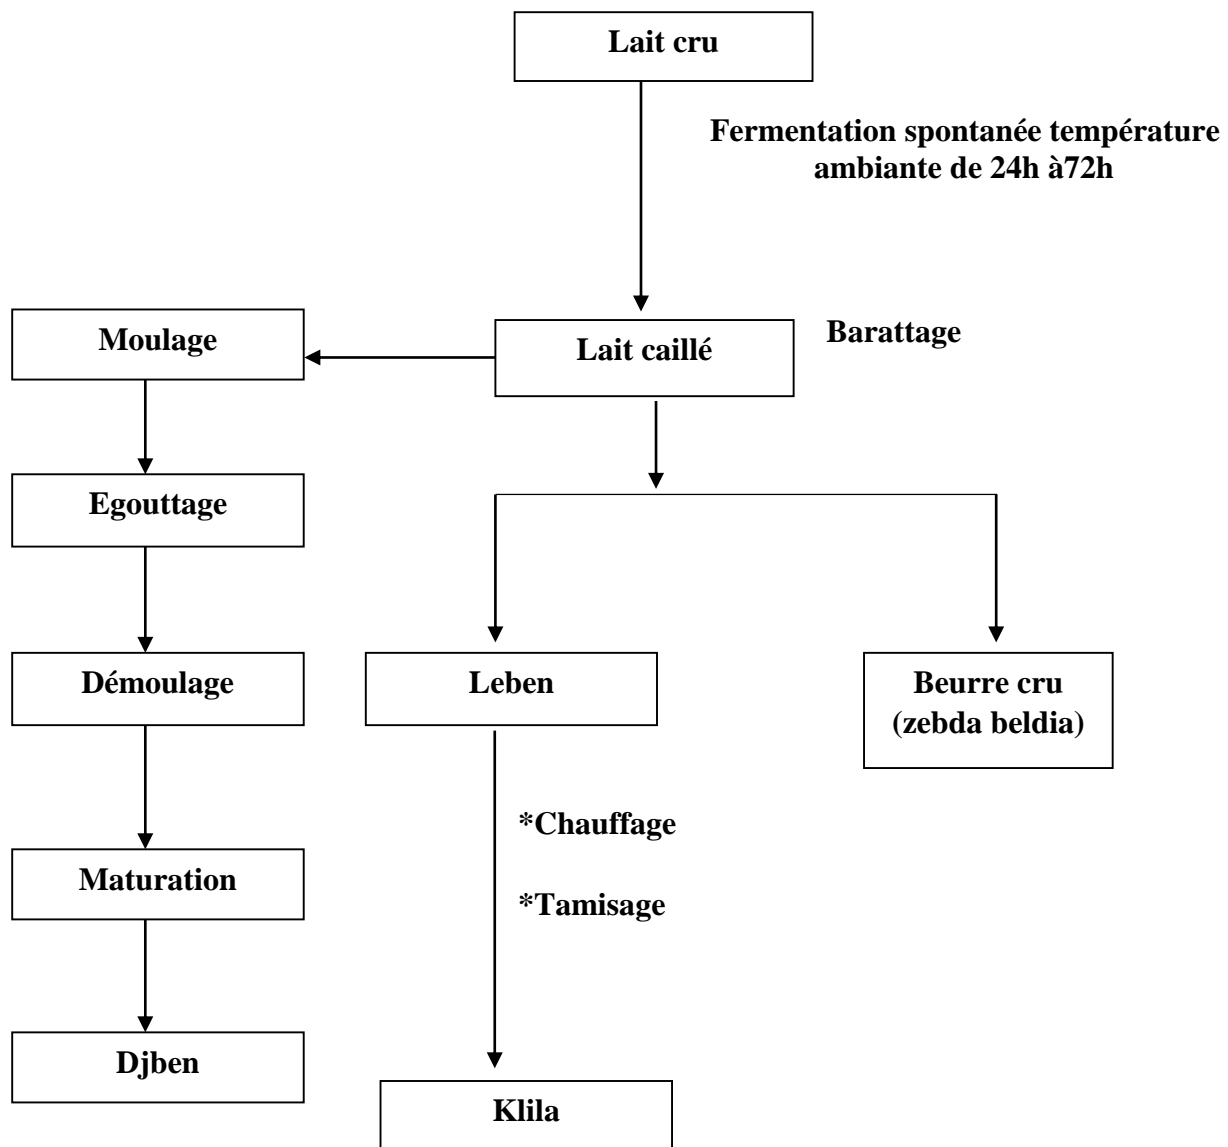 Lait cru
Fermentation spontanée température
ambiante de 24h à72h
Moulage
Lait caillé
Barattage
Egouttage
Démoulage
Leben
Beurre cru
(zebda beldia)
*Chauffage
Maturation
*Tamisage
Djben
Klila